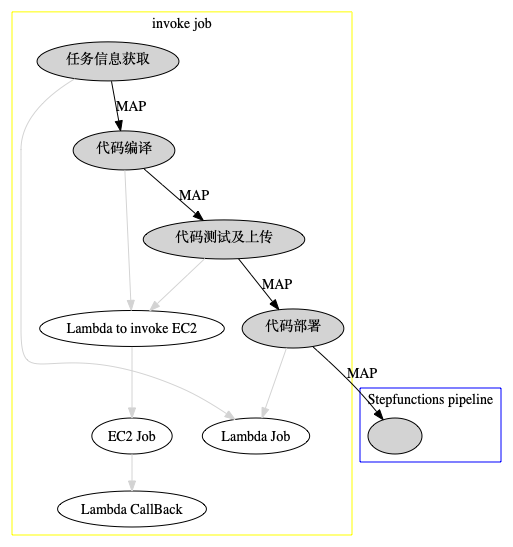 invoke job
任务信息获取
MAP
代码编译
MAP
代码测试及上传
MAP
Lambda to invoke EC2
代码部署
MAP
Stepfunctions pipeline
EC2 Job
Lambda Job
Lambda CallBack